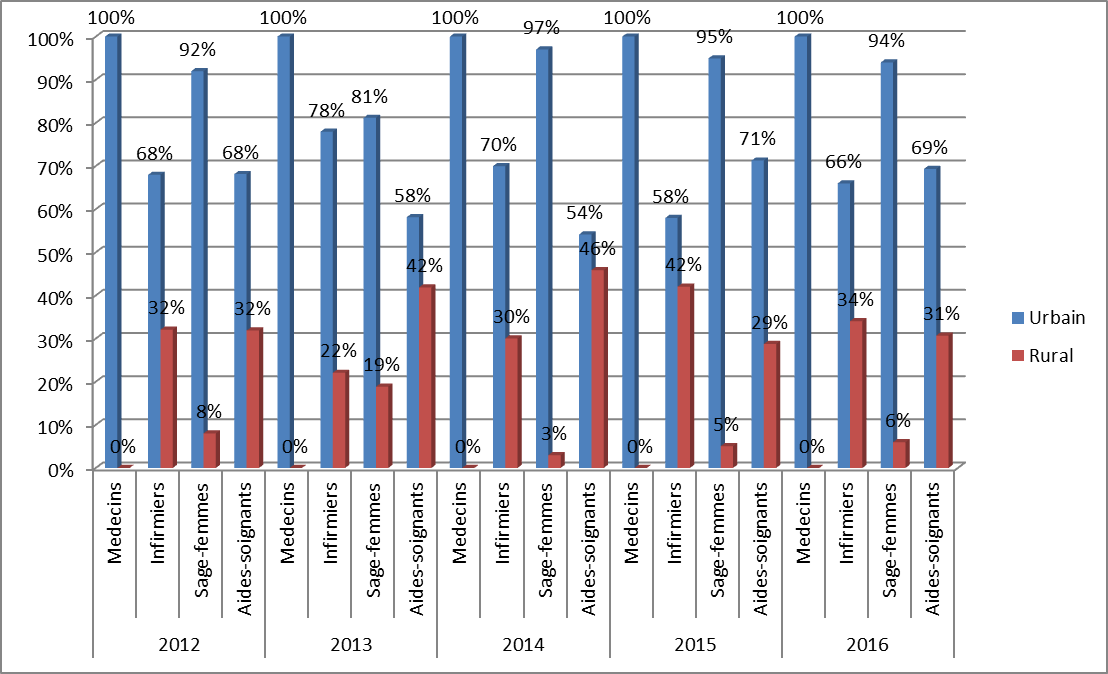 100% 100% 100% 100% 100%
100%
90%
80%
70%
60%
50%
40%
30%
20%
10%
0%
68% 92% 68% 78% 81% 58% 70% 97% 54% 58% 95% 71% 66% 94% 69%
0% 32% 8% 32% 0% 22% 19% 42% 0% 30% 3% 46% 0% 42% 5% 29% 0% 34% 6% 31%
Urbain
Rural
Medecins Infirmiers Sage-femmes Aides-soignants Medecins Infirmiers Sage-femmes Aides-soignants Medecins Infirmiers Sage-femmes Aides-soignants Medecins Infirmiers Sage-femmes Aides-soignants Medecins Infirmiers Sage-femmes Aides-soignants
2012 2013 2014 2015 2016